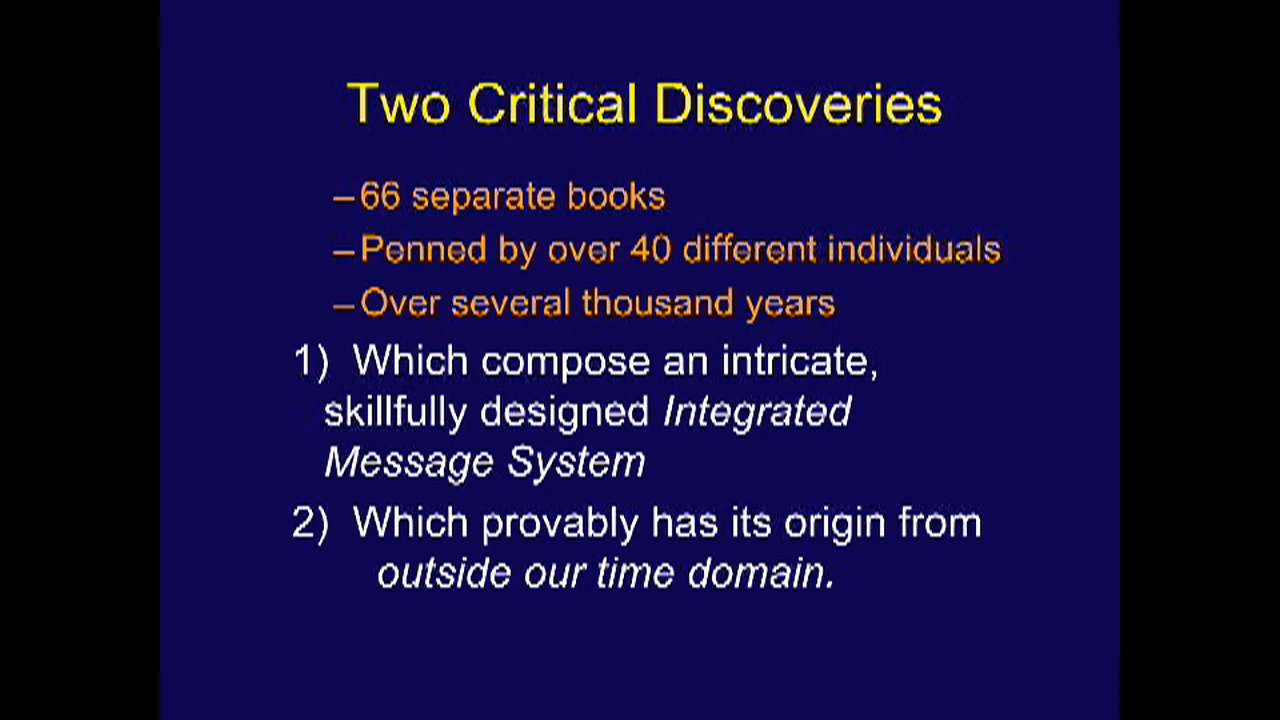 Two Critical Discoveries
–66 separate books
–Penned by over 40 different individuals
–Over several thousand years
1) Which compose an intricate,
skillfully designed Integrated
Message System
2) Which provably has its origin from
outside our time domain.